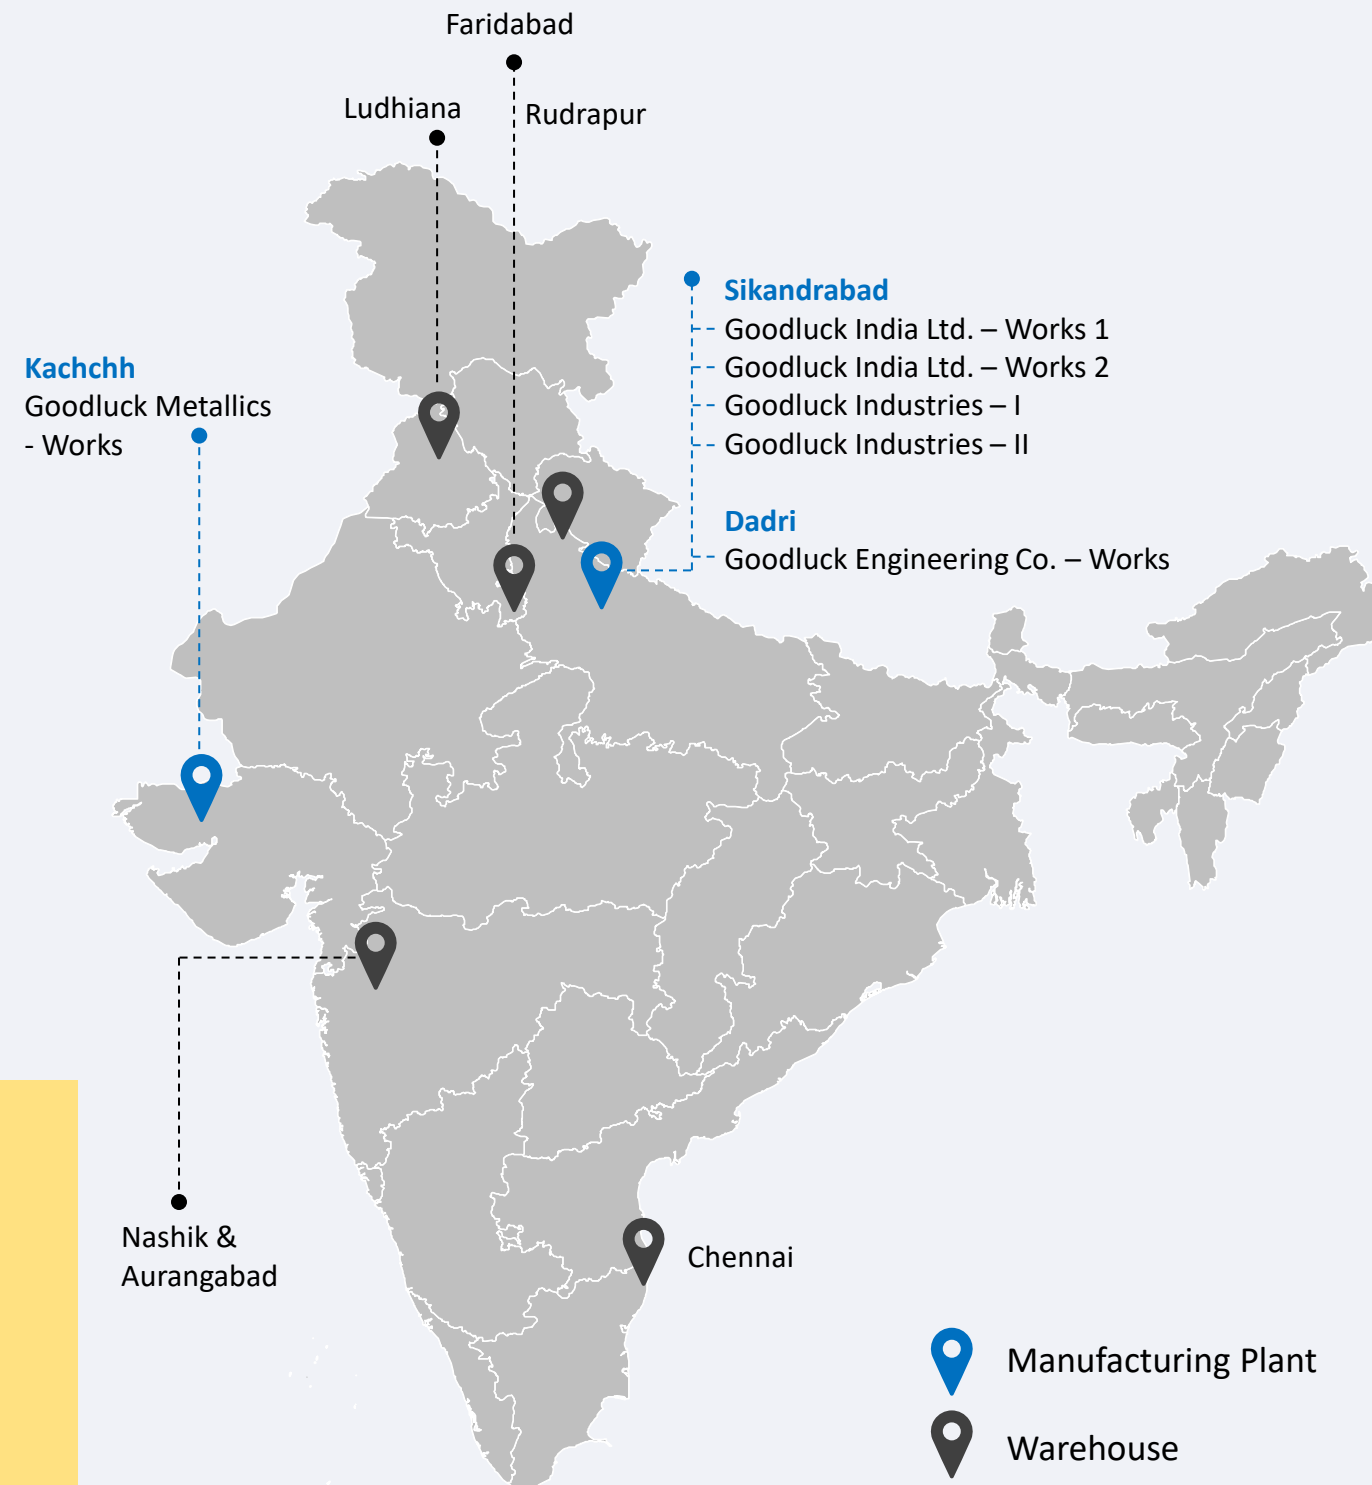 Faridabad
Ludhiana
Rudrapur
Sikandrabad
Goodluck India Ltd. – Works 1
Goodluck India Ltd. – Works 2
Goodluck Industries – I
Goodluck Industries – II
Kachchh
Goodluck Metallics
- Works
Dadri
Goodluck Engineering Co. – Works
Nashik &
Aurangabad
Chennai
Manufacturing Plant
Warehouse